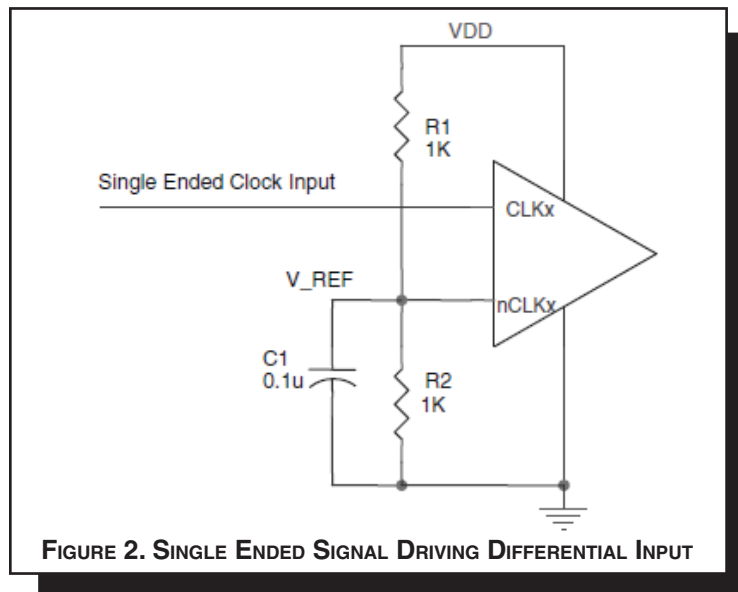 VDD
R1
1K
Single Ended Clock Input
CLKx
V_REF
nCLKx
C1
0.1u
R2
1K
FIGURE 2. SINGLE ENDED SIGNAL DRIVING DIFFERENTIAL INPUT